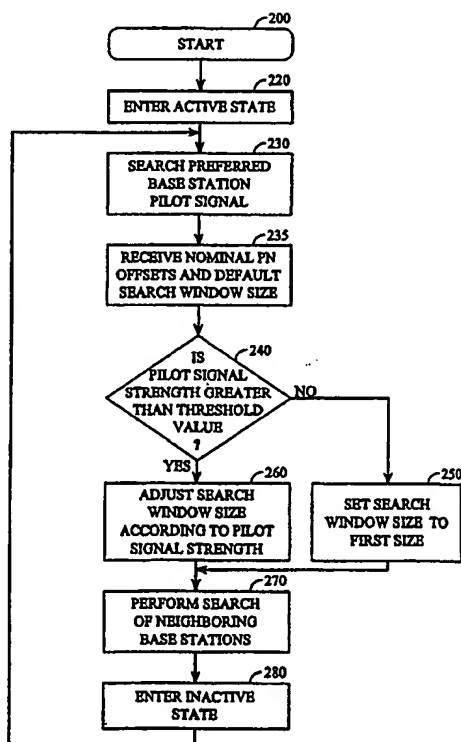 200
START
220
ENTER ACTIVE STATE
230
SEARCH PREFERRED
BASE STATION
PILOT SIGNAL
235
RECEIVE NOMINAL PN
OFFSETS AND DEFAULT
SEARCH WINDOW SIZE
240
IS
PILOT SIGNAL
STRENGTH GREATER
THAN THRESHOLD
VALUE
?
NO
YES
260
ADJUST SEARCH
WINDOW SIZE
ACCORDING TO PILOT
SIGNAL STRENGTH
250
SET SEARCH
WINDOW SIZE TO
FIRST SIZE
270
PERFORM SEARCH
OF NEIGHBORING
BASE STATIONS
280
ENTER INACTIVE
STATE